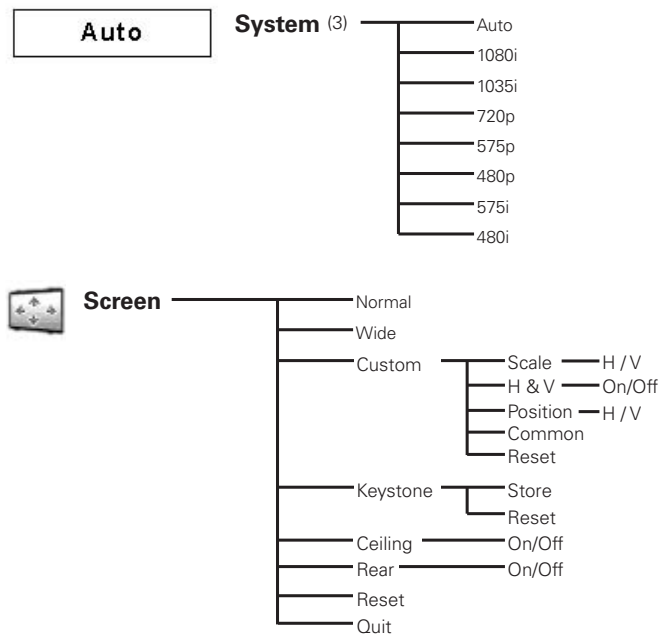 Auto
System (3)
Auto
1080i
1035i
720p
575p
480p
575i
480i
Screen
Normal
Wide
Custom
Scale H / V
H & V On/Off
Position H / V
Common
Reset
Keystone
Store
Reset
Ceiling On/Off
Rear On/Off
Reset
Quit